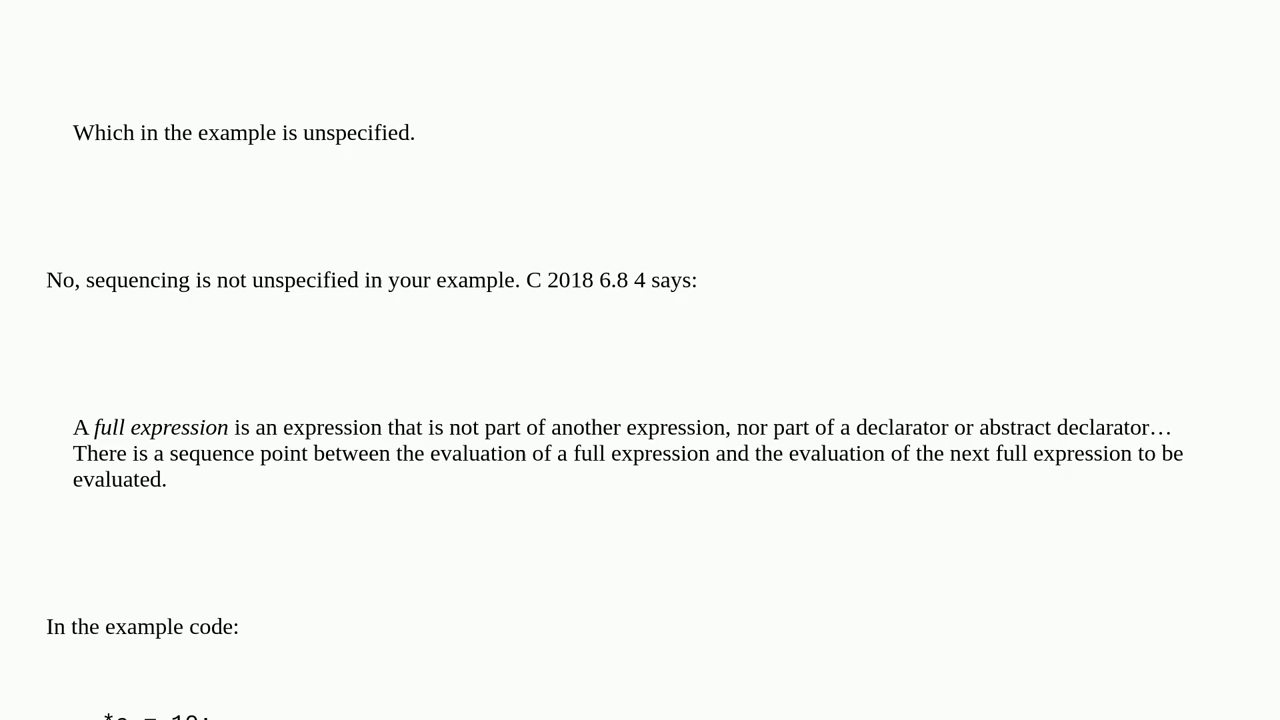 Which in the example is unspecified.
No, sequencing is not unspecified in your example. C 2018 6.8 4 says:
A full expression is an expression that is not part of another expression, nor part of a declarator or abstract declarator…
There is a sequence point between the evaluation of a full expression and the evaluation of the next full expression to be
evaluated.
In the example code: